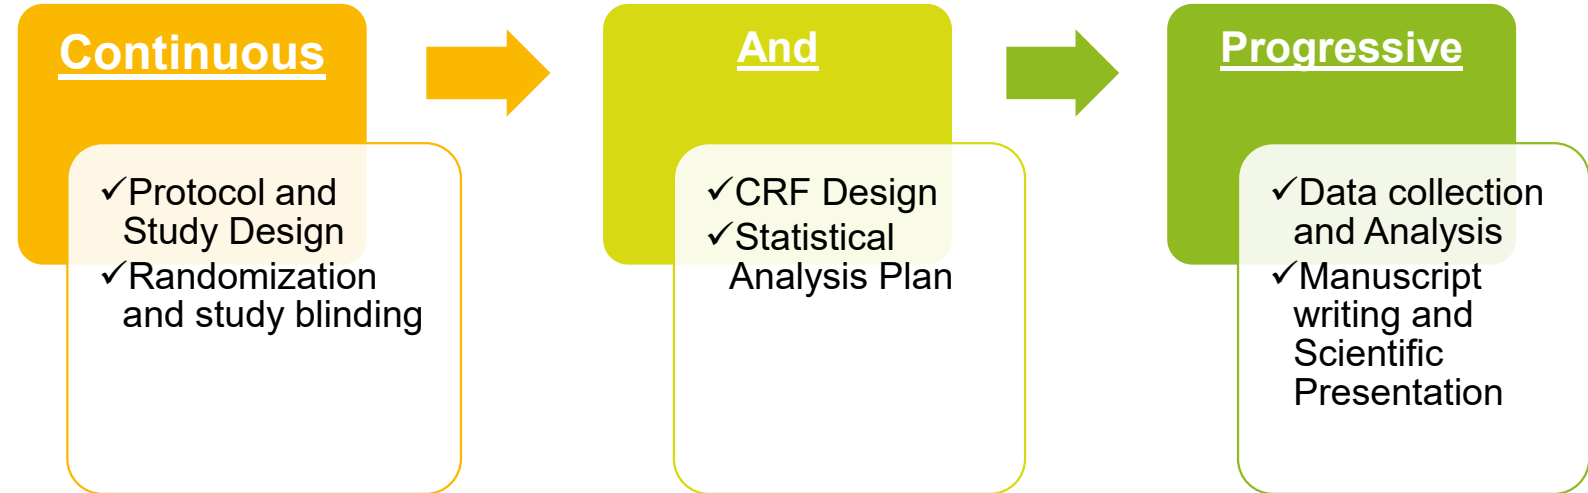 Continuous
✓Protocol and
Study Design
✓Randomization
and study blinding
And
✓CRF Design
✓Statistical
Analysis Plan
Progressive
✓Data collection
and Analysis
✓Manuscript
writing and
Scientific
Presentation